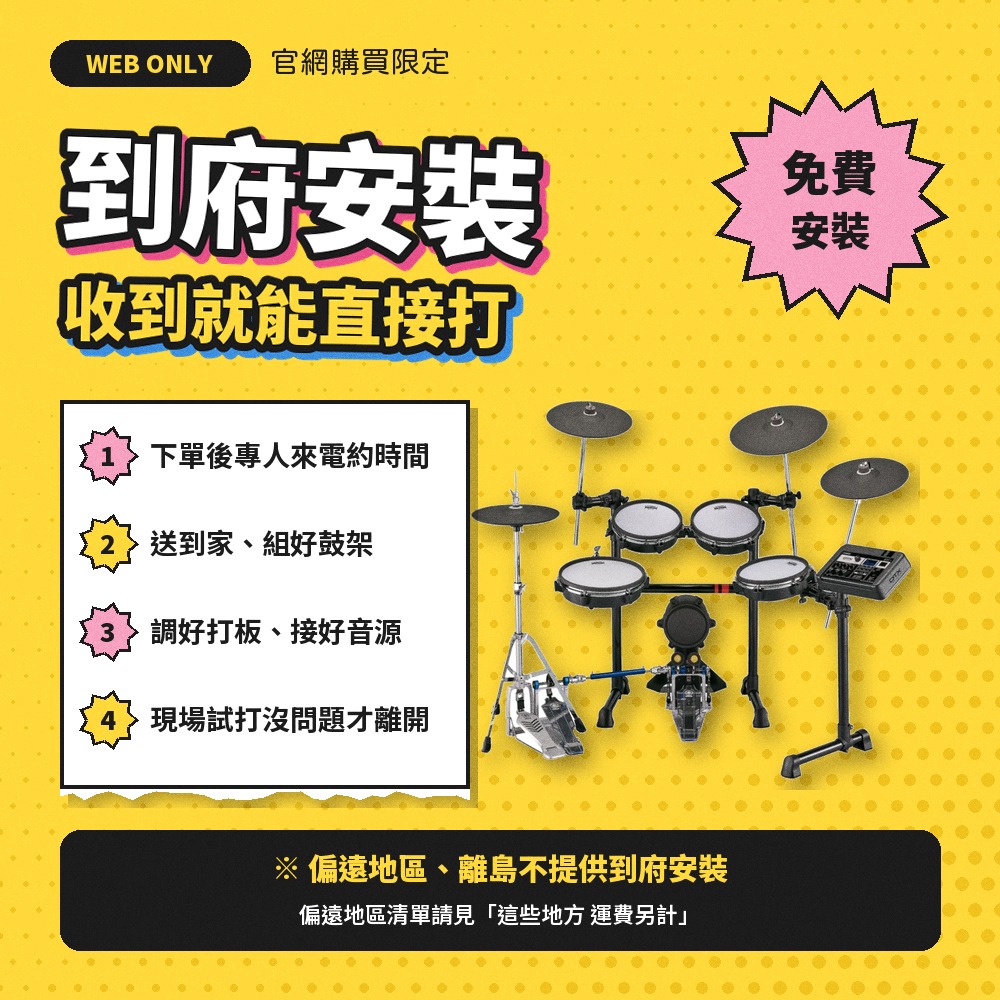 WEB ONLY 官網購買限定
到府安裝
收到就能直接打
免費
安裝
1 下單後專人來電約時間
2 送到家、組好鼓架
3 調好打板、接好音源
4 現場試打沒問題才離開
※ 偏遠地區、離島不提供到府安裝
偏遠地區清單請見「這些地方 運費另計」